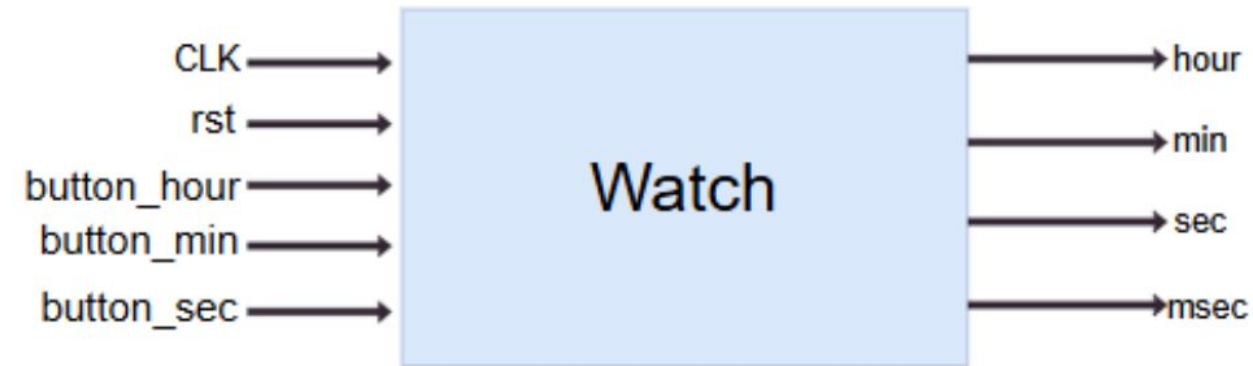 CLK
rst
button_hour
button_min
button_sec
Watch
hour
min
sec
msec